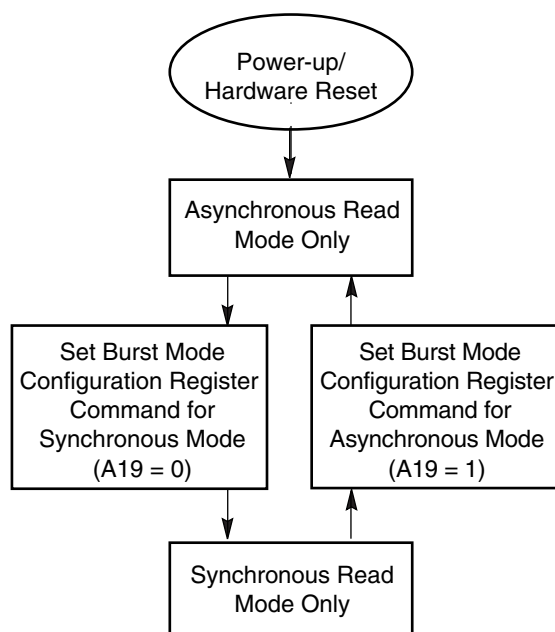 Power-up/
Hardware Reset
Asynchronous Read
Mode Only
Set Burst Mode
Configuration Register
Command for
Synchronous Mode
(A19 = 0)
Set Burst Mode
Configuration Register
Command for
Asynchronous Mode
(A19 = 1)
Synchronous Read
Mode Only